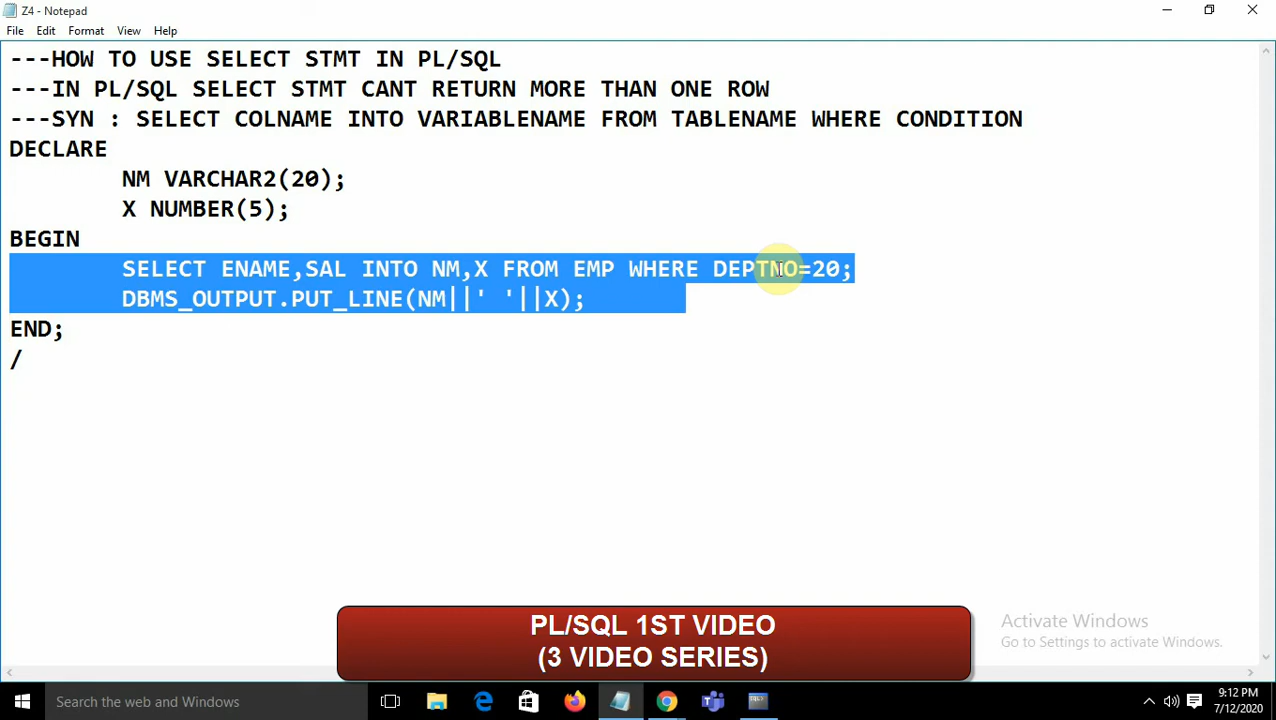 Z4 - Notepad
File Edit Format View Help
---HOW TO USE SELECT STMT IN PL/SQL
---IN PL/SQL SELECT STMT CANT RETURN MORE THAN ONE ROW
---SYN : SELECT COLNAME INTO VARIABLENAME FROM TABLENAME WHERE CONDITION
DECLARE
NM VARCHAR2(20);
X NUMBER(5);
BEGIN
SELECT ENAME,SAL INTO NM,X FROM EMP WHERE DEPTNO=20;
DBMS_OUTPUT.PUT_LINE(NM||' '||X);
END;
/
PL/SQL 1ST VIDEO
(3 VIDEO SERIES)
Activate Windows
Go to Settings to activate Windows.
Search the web and Windows
9:12 PM
7/12/2020